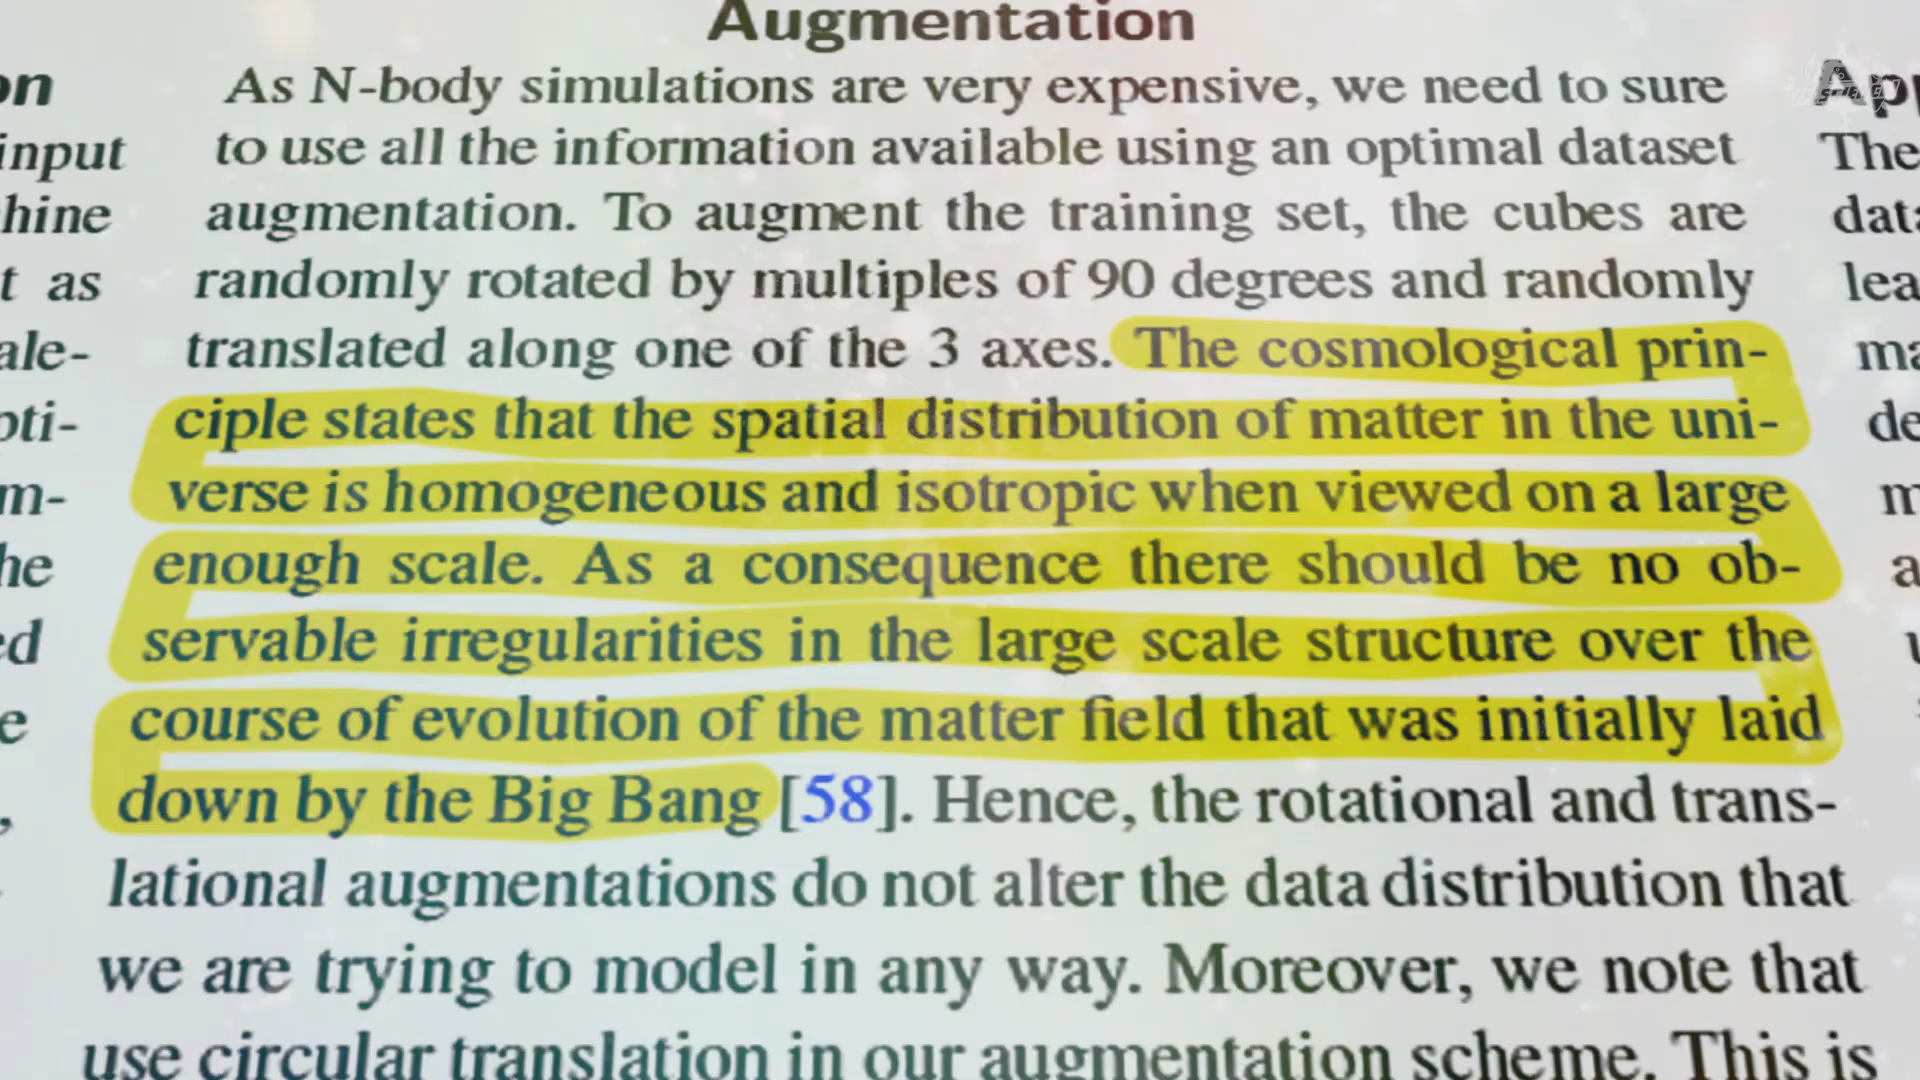 Augmentation
As N-body simulations are very expensive, we need to sure
to use all the information available using an optimal dataset
augmentation. To augment the training set, the cubes are
randomly rotated by multiples of 90 degrees and randomly
translated along one of the 3 axes. The cosmological prin-
ciple states that the spatial distribution of matter in the uni-
verse is homogeneous and isotropic when viewed on a large
enough scale. As a consequence there should be no ob-
servable irregularities in the large scale structure over the
course of evolution of the matter field that was initially laid
down by the Big Bang [58]. Hence, the rotational and trans-
lational augmentations do not alter the data distribution that
we are trying to model in any way. Moreover, we note that
use circular translation in our augmentation scheme. This is
on
input
hine
t as
ale-
pti-
m-
he
ed
e
,
Ap
The
data
lea
ma
de
m
a